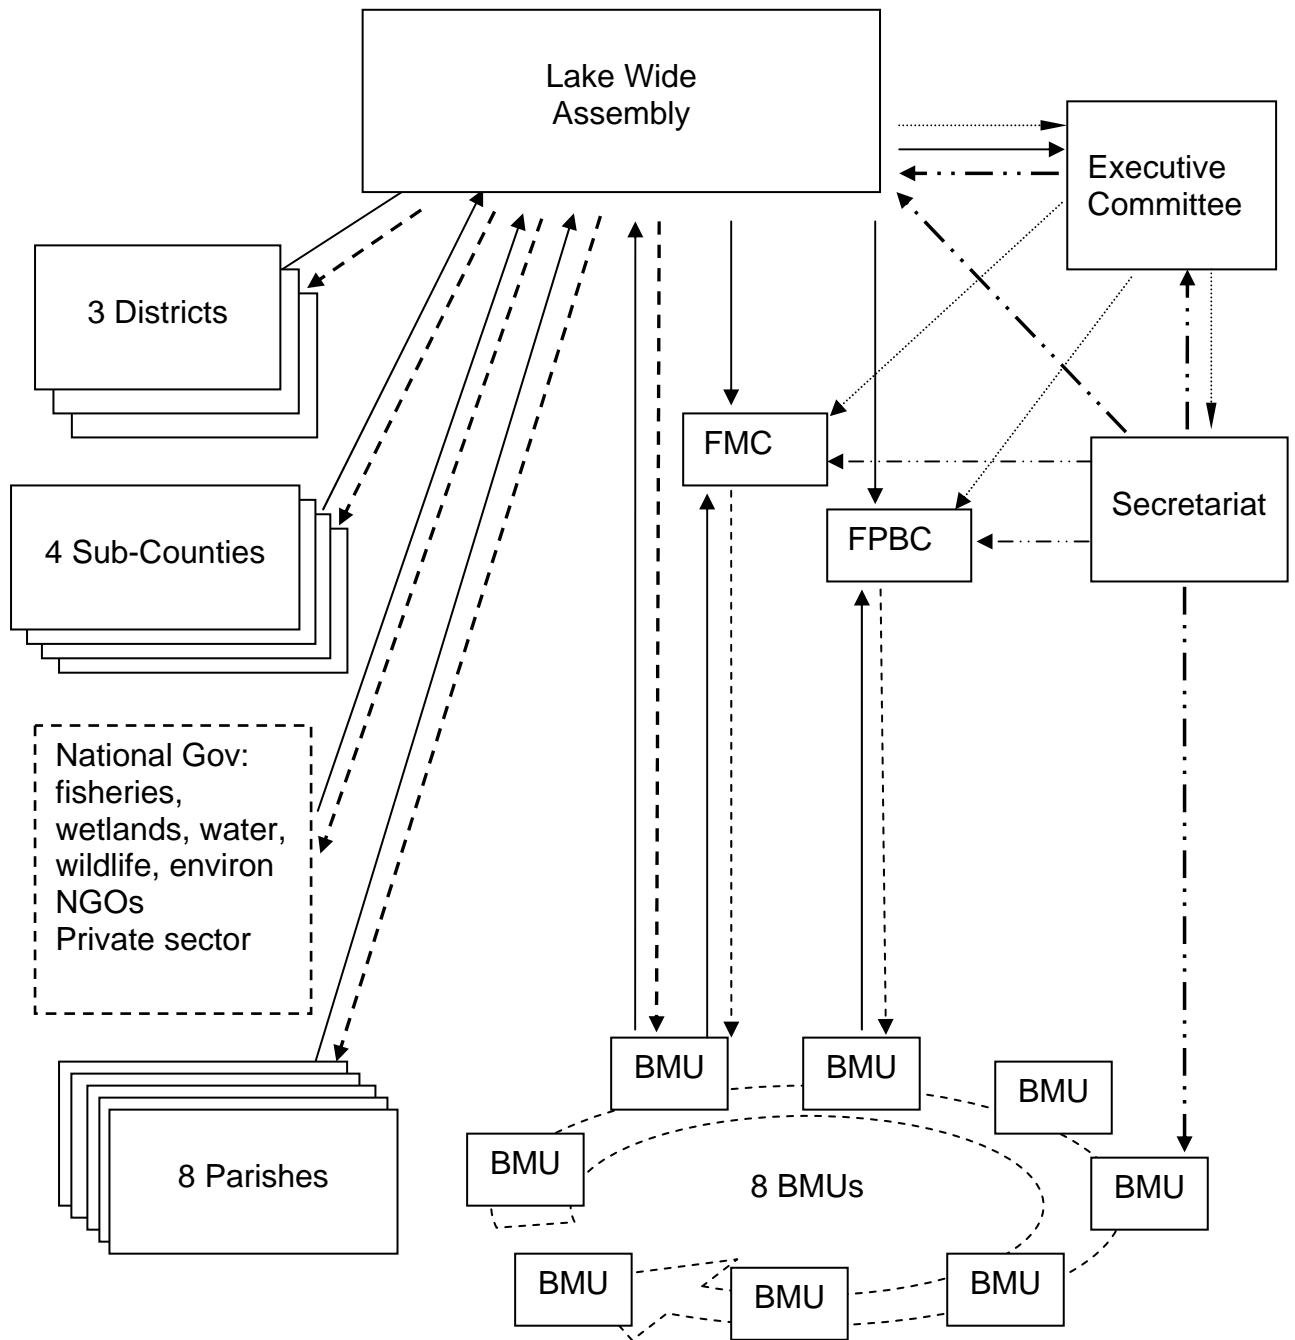 Lake Wide
Assembly
Executive
Committee
3 Districts
FMC
Secretariat
4 Sub-Counties
FPBC
National Gov:
fisheries,
wetlands, water,
wildlife, environ
NGOs
Private sector
BMU
BMU
BMU
BMU
8 Parishes
8 BMUs
BMU
BMU
BMU
BMU